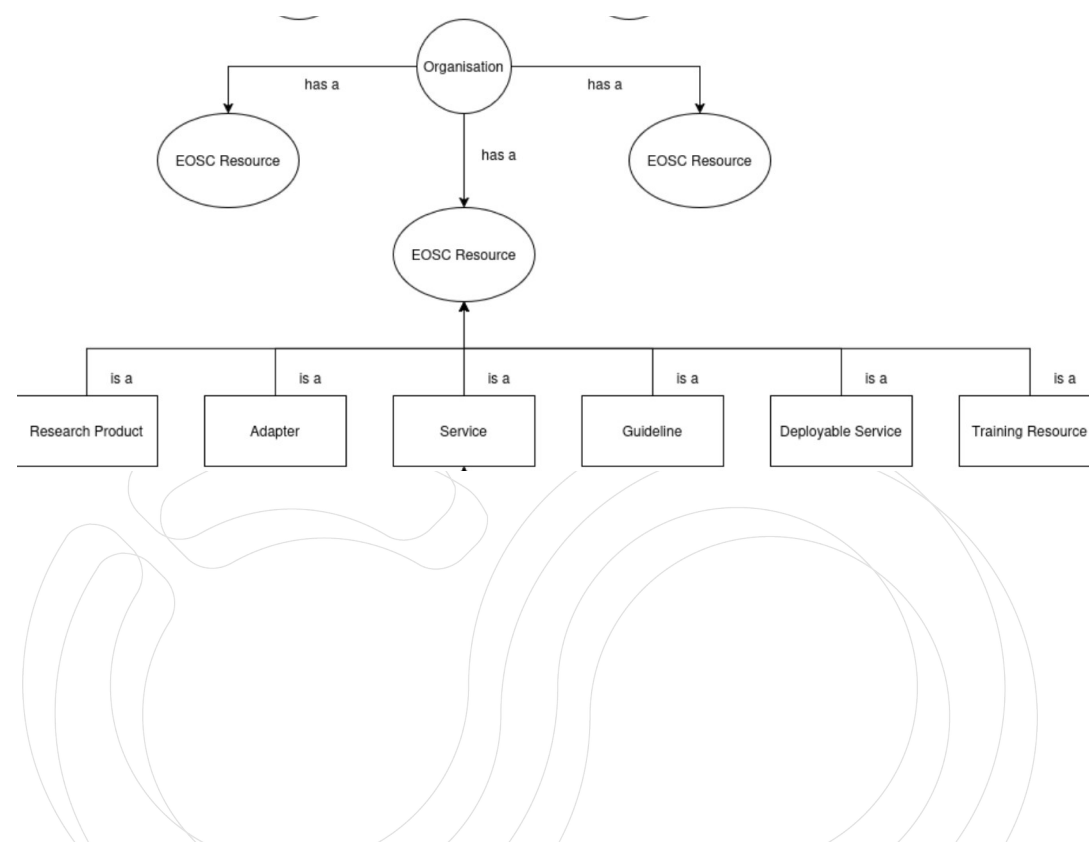 Organisation
has a
has a
EOSC Resource
has a
EOSC Resource
EOSC Resource
is a
is a
is a
is a
is a
is a
Research Product
Adapter
Service
Guideline
Deployable Service
Training Resource